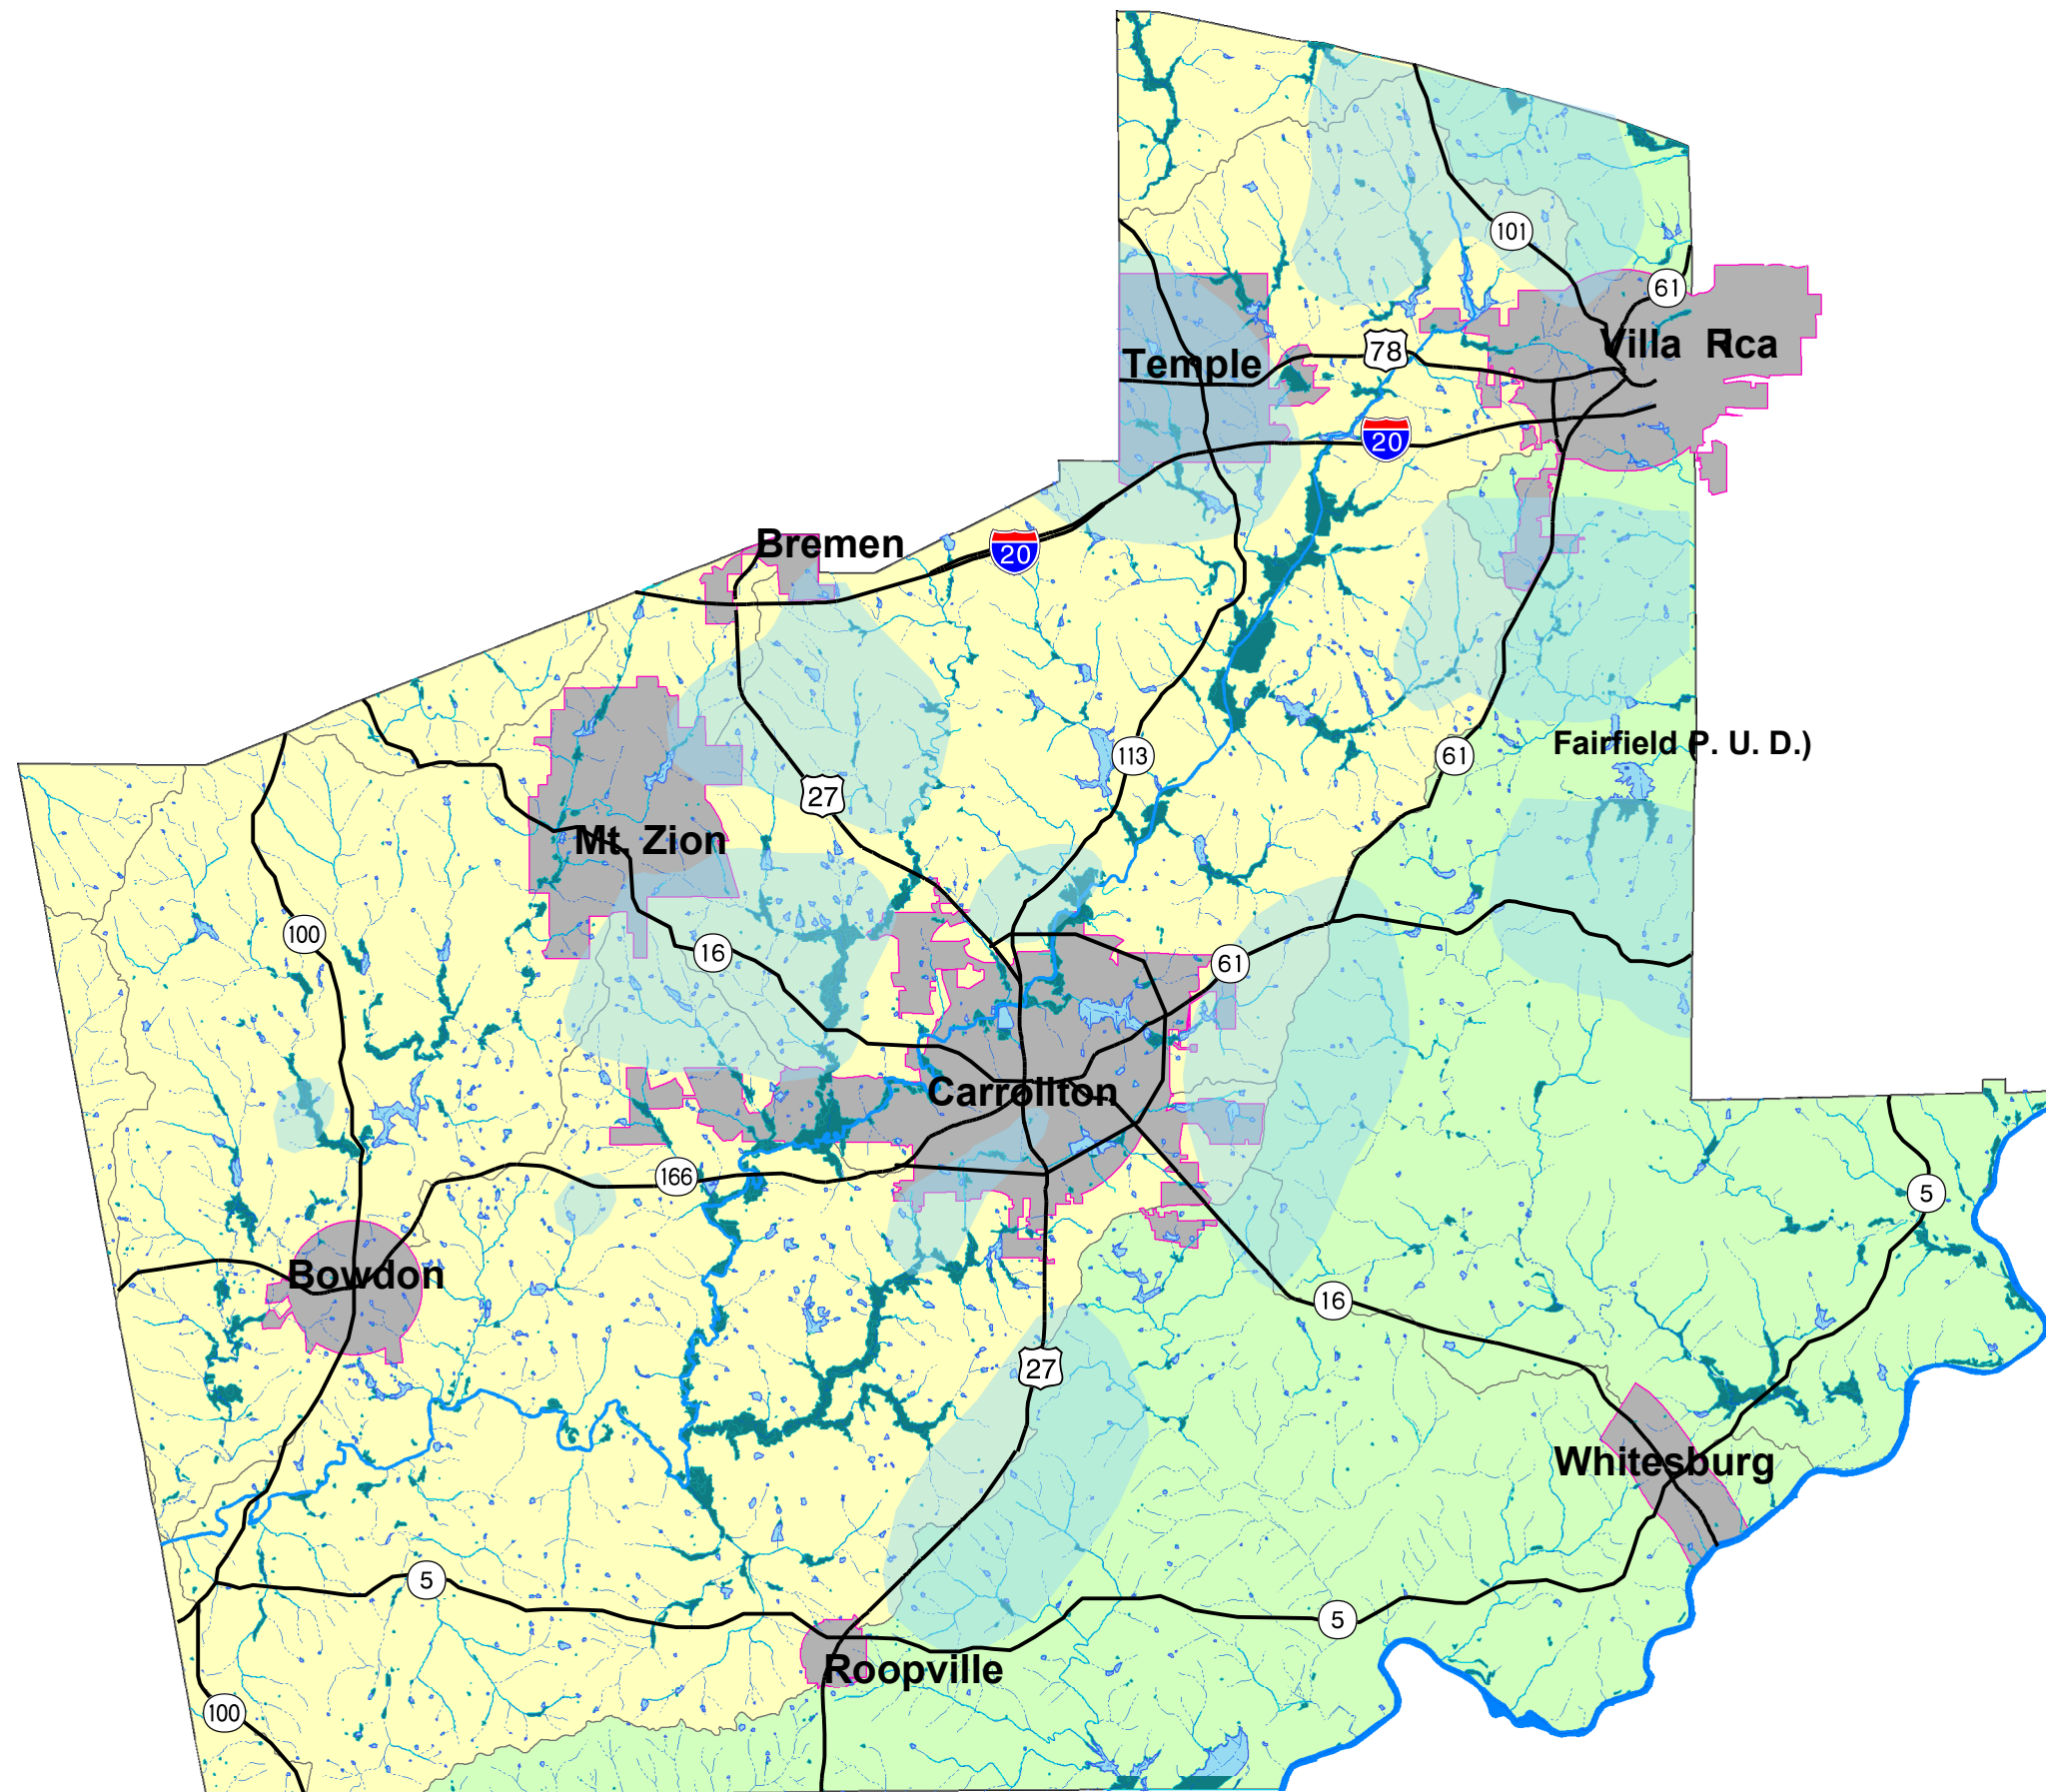 101
61
Villa Rica
78
Temple
20
Bremen
20
Fairfield (P. U. D.)
113
61
27
Mt. Zion
100
16
61
Carrollton
166
5
Bowdon
16
27
Whitesburg
5
5
Roopville
100